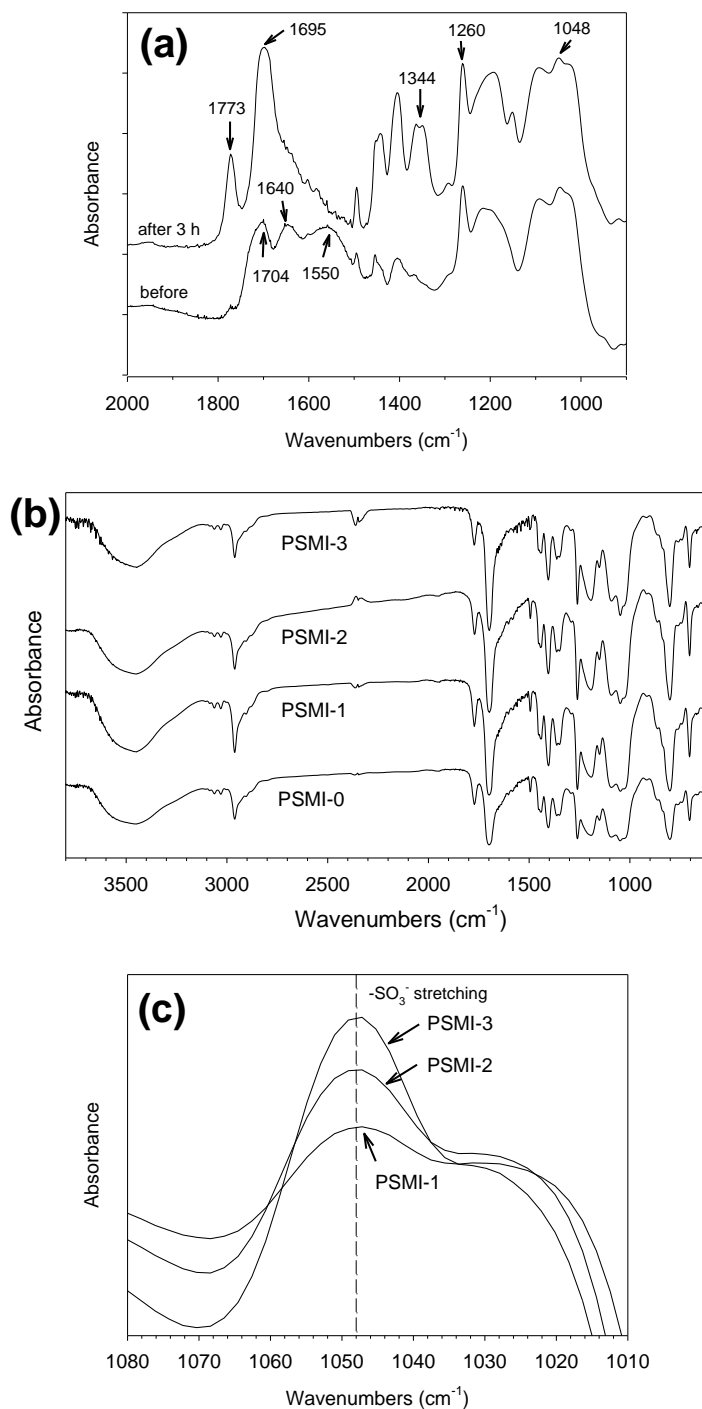 (a)
1695
1260
1048
1773
1344
1640
after 3 h
1704
1550
before
Absorbance
2000 1800 1600 1400 1200 1000
Wavenumbers (cm⁻¹)
(b)
PSMI-3
PSMI-2
PSMI-1
PSMI-0
Absorbance
3500 3000 2500 2000 1500 1000
Wavenumbers (cm⁻¹)
(c)
-SO₃⁻ stretching
PSMI-3
PSMI-2
PSMI-1
Absorbance
1080 1070 1060 1050 1040 1030 1020 1010
Wavenumbers (cm⁻¹)